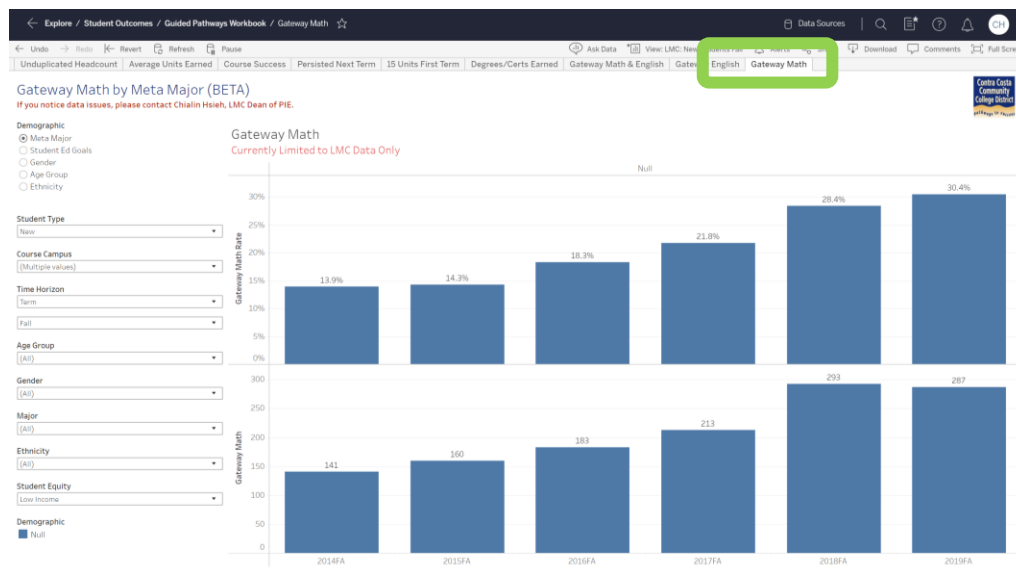 Explore / Student Outcomes / Guided Pathways Workbook / Gateway Math
Data Sources
CH
Undo Redo Revert Refresh Pause
Ask Data View: LMC: New Download Comments Full Scre
Unduplicated Headcount Average Units Earned Course Success Persisted Next Term 15 Units First Term Degrees/Certs Earned Gateway Math & English Gatew English Gateway Math
Gateway Math by Meta Major (BETA)
If you notice data issues, please contact Chialin Hsieh, LMC Dean of PIE.
Contra Costa
Community
College District
Demographic
Meta Major
Student Ed Goals
Gender
Age Group
Ethnicity
Student Type
New
Course Campus
(Multiple values)
Time Horizon
Term
Fall
Age Group
(All)
Gender
(All)
Major
(All)
Ethnicity
(All)
Student Equity
Low Income
Demographic
Null
Gateway Math
Currently Limited to LMC Data Only
Null
Gateway Math Rate
30%
25%
20%
15%
10%
5%
0%
13.9% 14.3% 18.3% 21.8% 28.4% 30.4%
Gateway Math
300
250
200
150
100
50
0
141 160 183 213 293 287
2014FA 2015FA 2016FA 2017FA 2018FA 2019FA